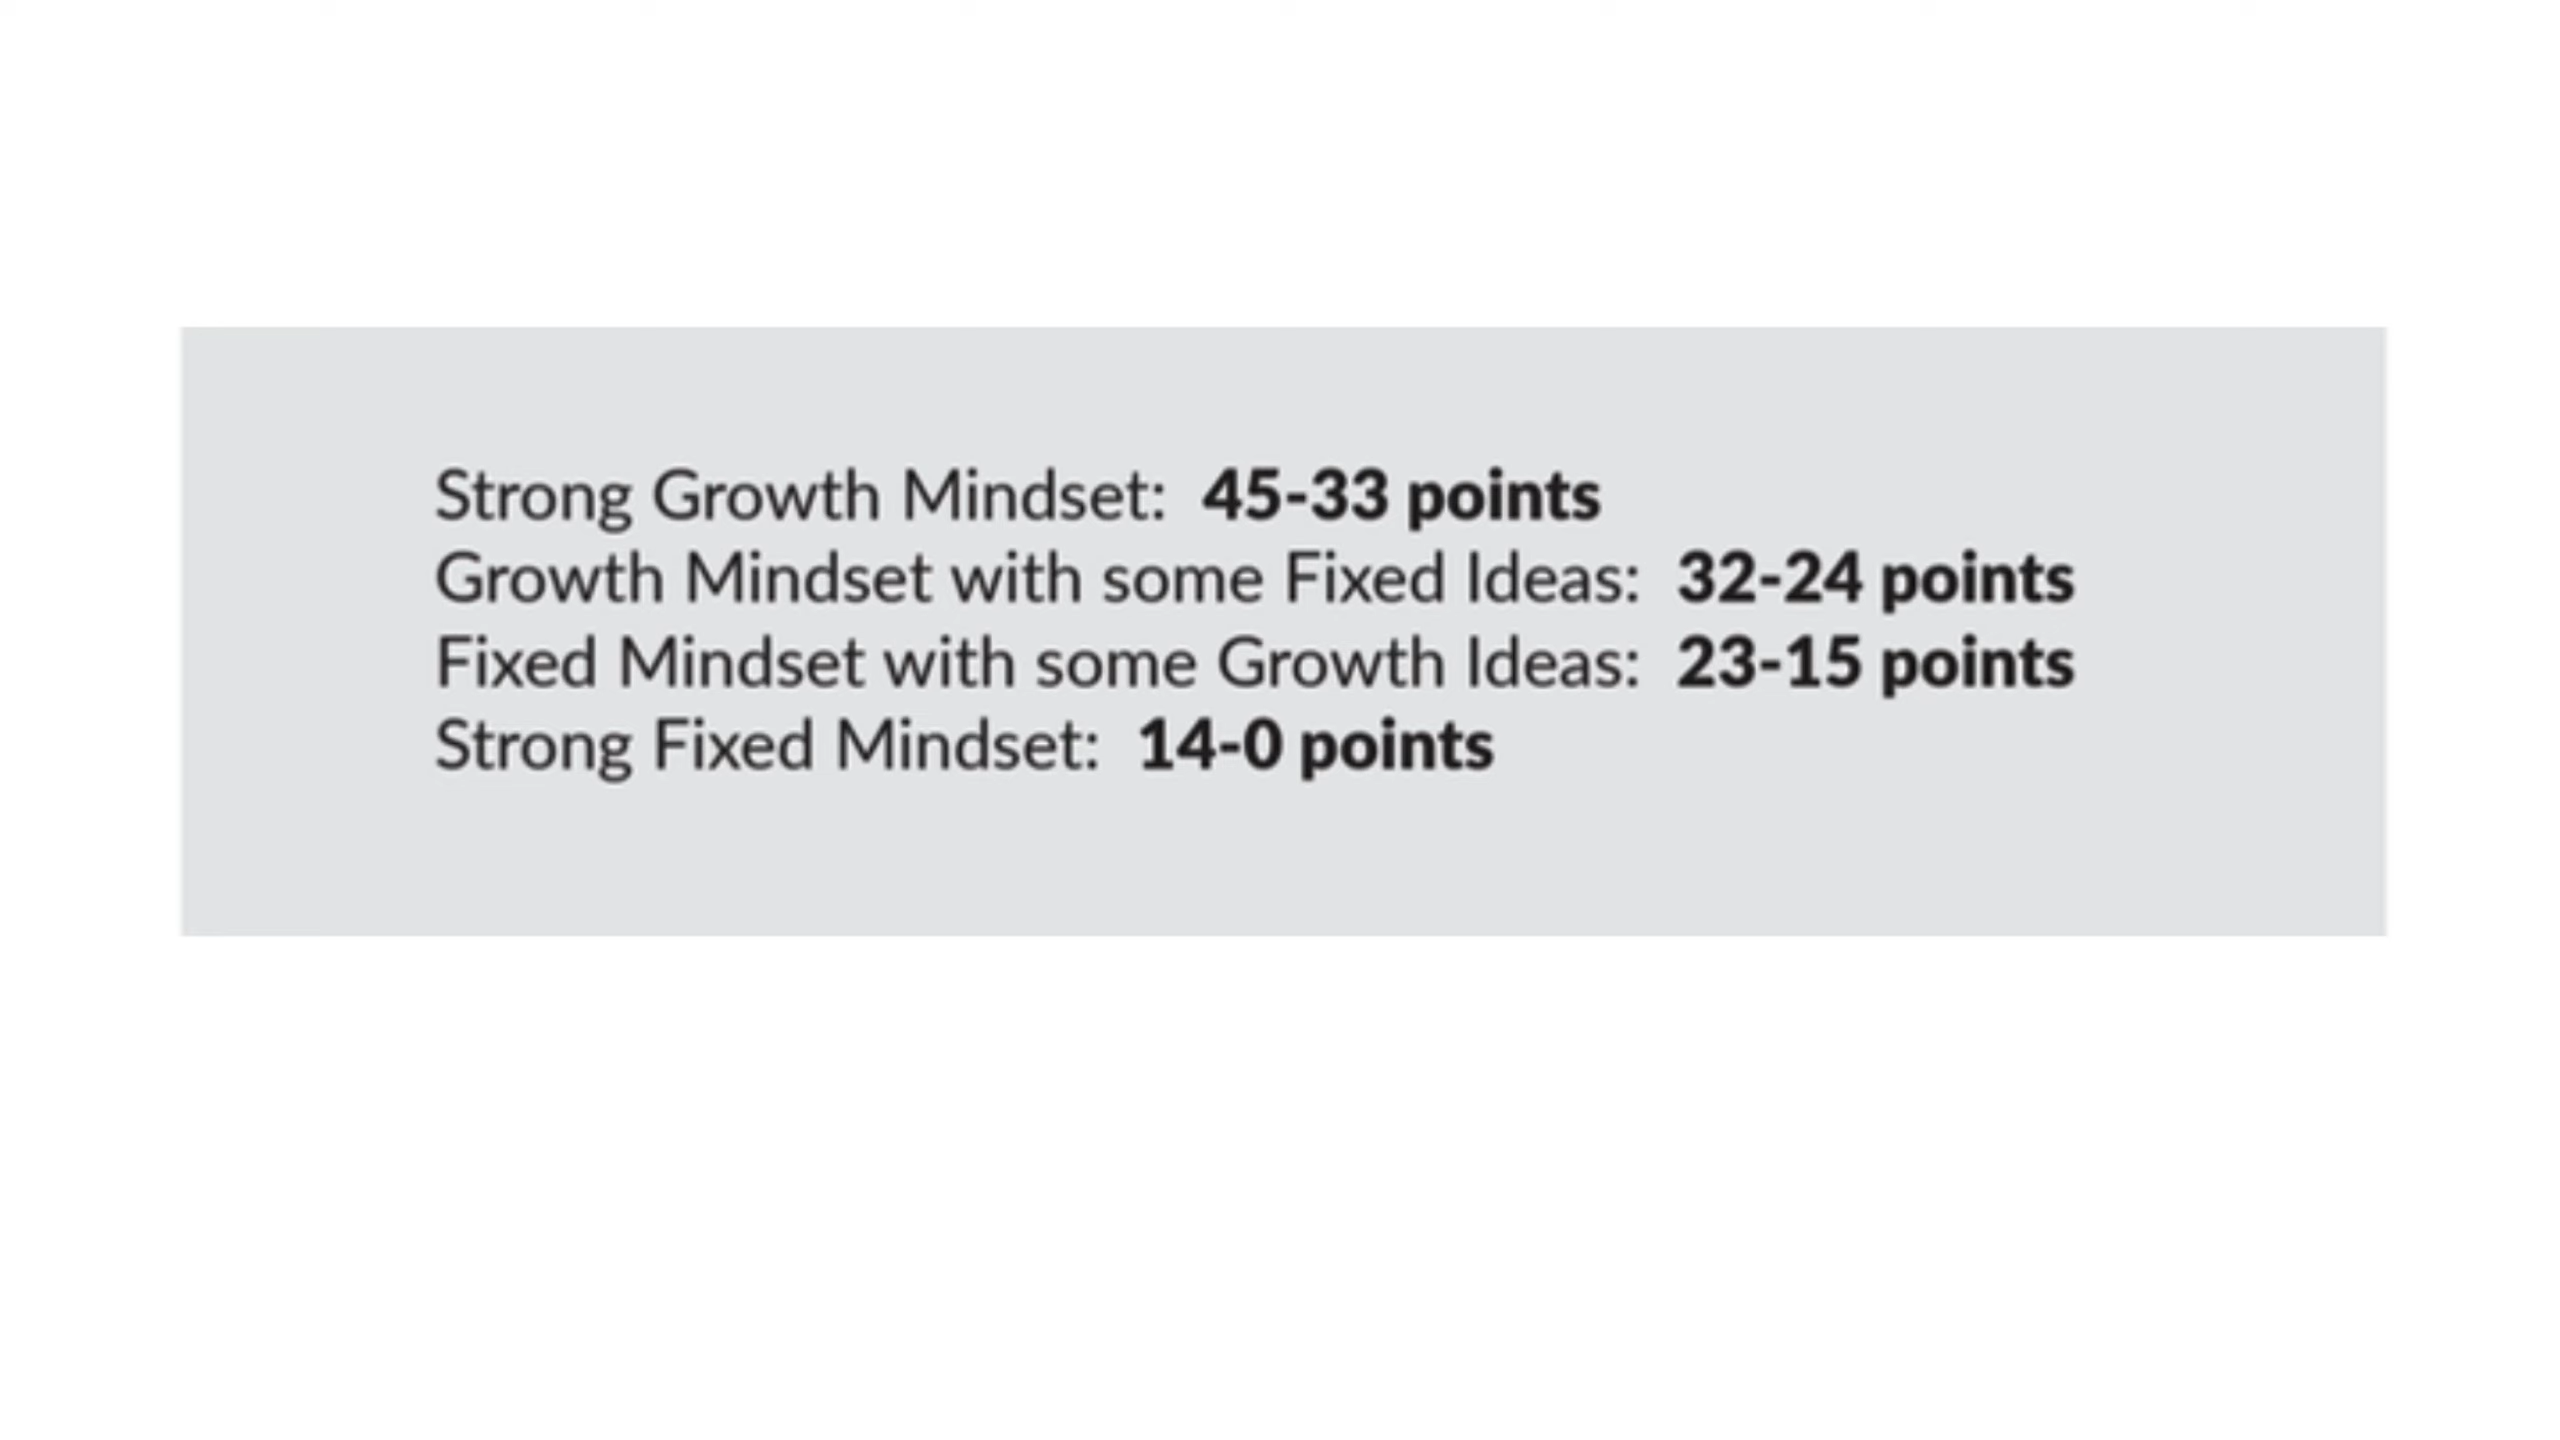 Strong Growth Mindset: 45-33 points
Growth Mindset with some Fixed Ideas: 32-24 points
Fixed Mindset with some Growth Ideas: 23-15 points
Strong Fixed Mindset: 14-0 points